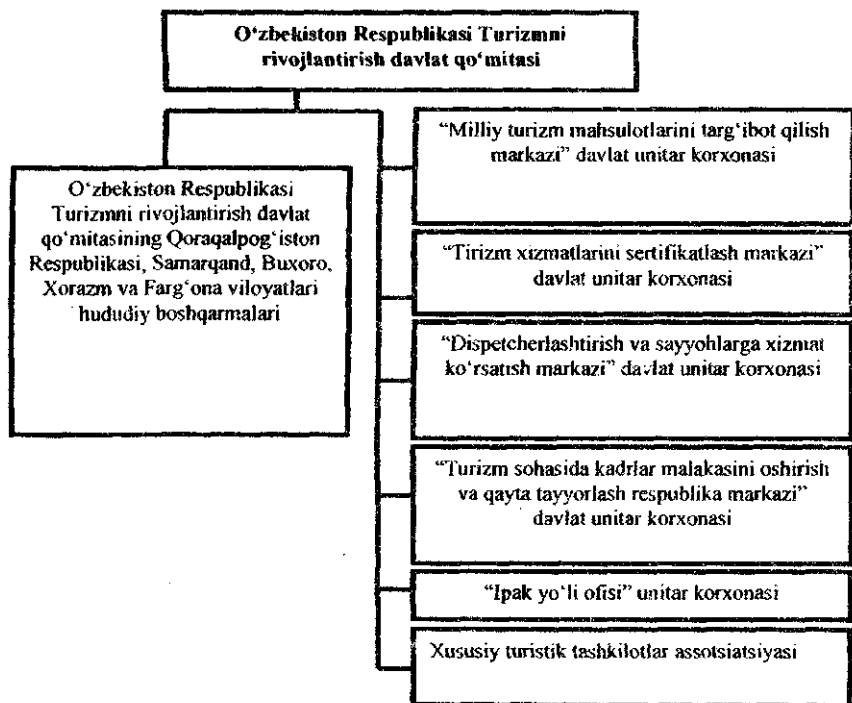 O‘zbekiston Respublikasi Turizmni
rivojlantirish davlat qo‘mitasi
O‘zbekiston Respublikasi
Turizmni rivojlantirish davlat
qo‘mitasining Qoraqalpog‘iston
Respublikasi, Samarqand, Buxoro,
Xorazm va Farg‘ona viloyatlari
hududiy boshqarmalari
“Milliy turizm mahsulotlarini targ‘ibot qilish
markazi” davlat unitar korxonasi
“Tirizm xizmatlarini sertifikatlash markazi”
davlat unitar korxonasi
“Dispetcherlashtirish va sayyohlarga xizmat
ko‘rsatish markazi” davlat unitar korxonasi
“Turizm sohasida kadrlar malakasini oshirish
va qayta tayyorlash respublika markazi”
davlat unitar korxonasi
“Ipak yo‘li ofisi” unitar korxonasi
Xususiy turistik tashkilotlar assotsiatsiyasi